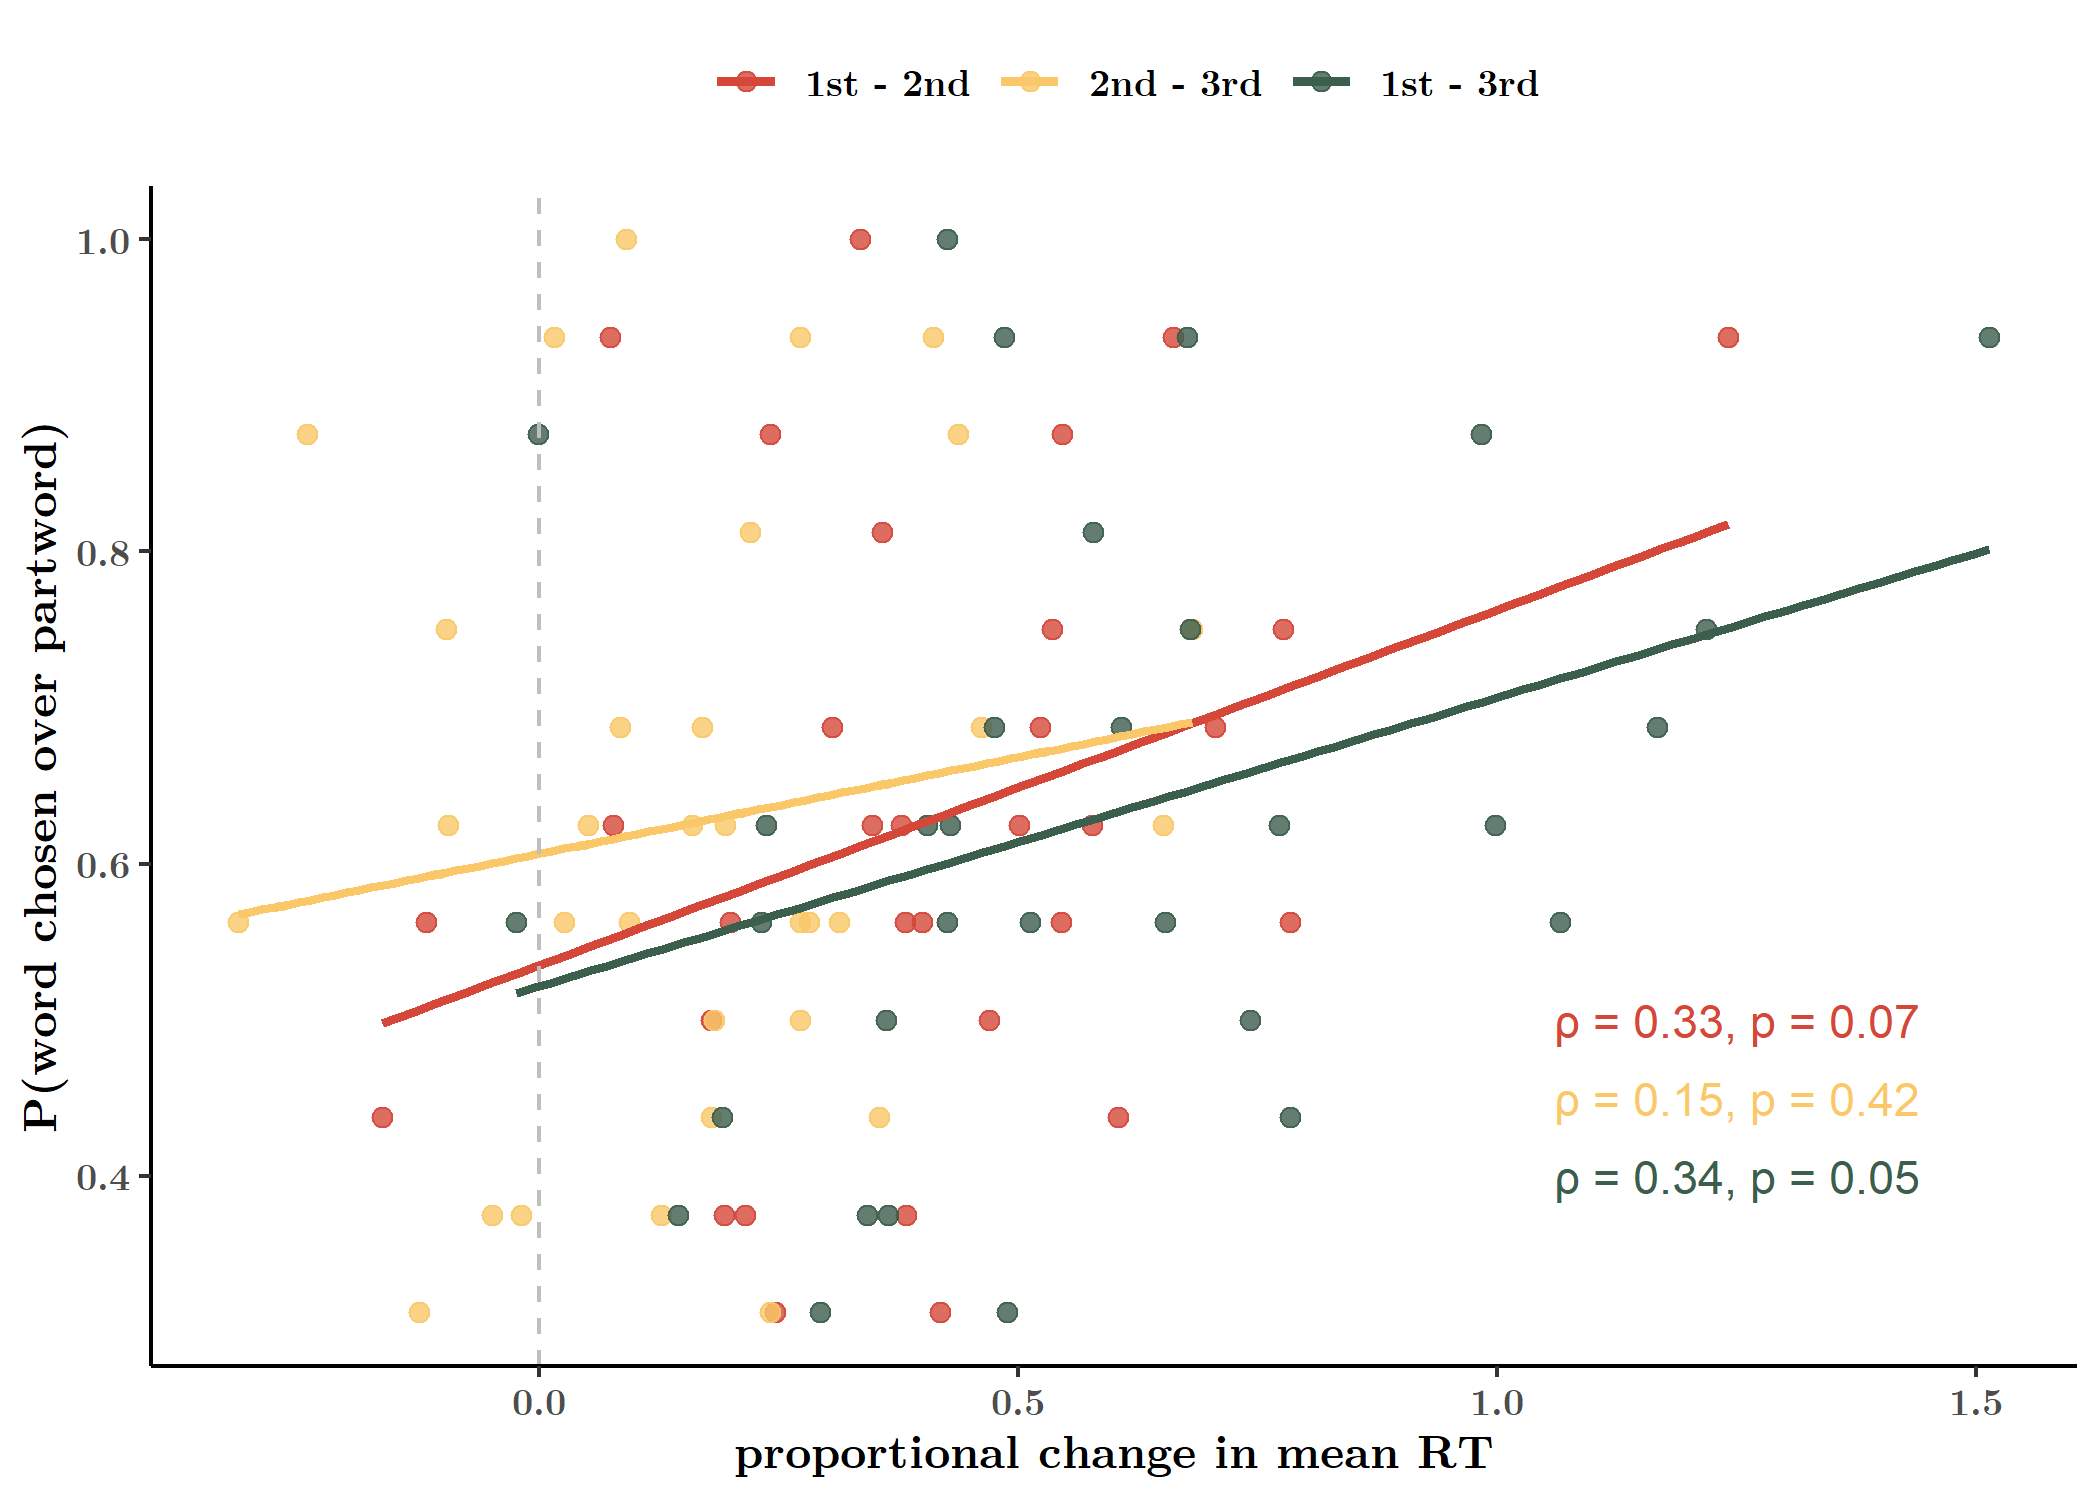 1st - 2nd 2nd - 3rd 1st - 3rd
1.0
0.8
0.6
0.4
P(word chosen over partword)
ρ = 0.33, p = 0.07
ρ = 0.15, p = 0.42
ρ = 0.34, p = 0.05
0.0 0.5 1.0 1.5
proportional change in mean RT